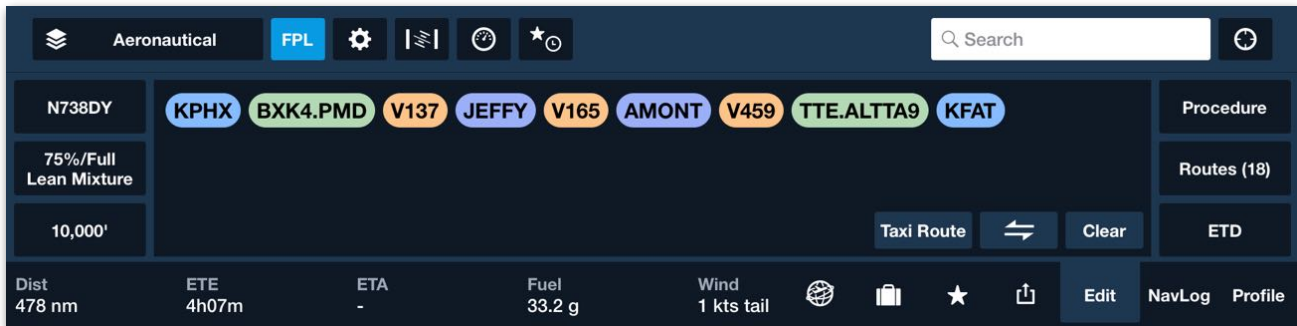 Aeronautical FPL Search
N738DY
KPHX BXK4.PMD V137 JEFFY V165 AMONT V459 TTE.ALTTA9 KFAT
Procedure
75%/Full
Lean Mixture
Routes (18)
10,000'
Taxi Route Clear
ETD
Dist ETE ETA Fuel Wind
478 nm 4h07m - 33.2 g 1 kts tail
Edit NavLog Profile